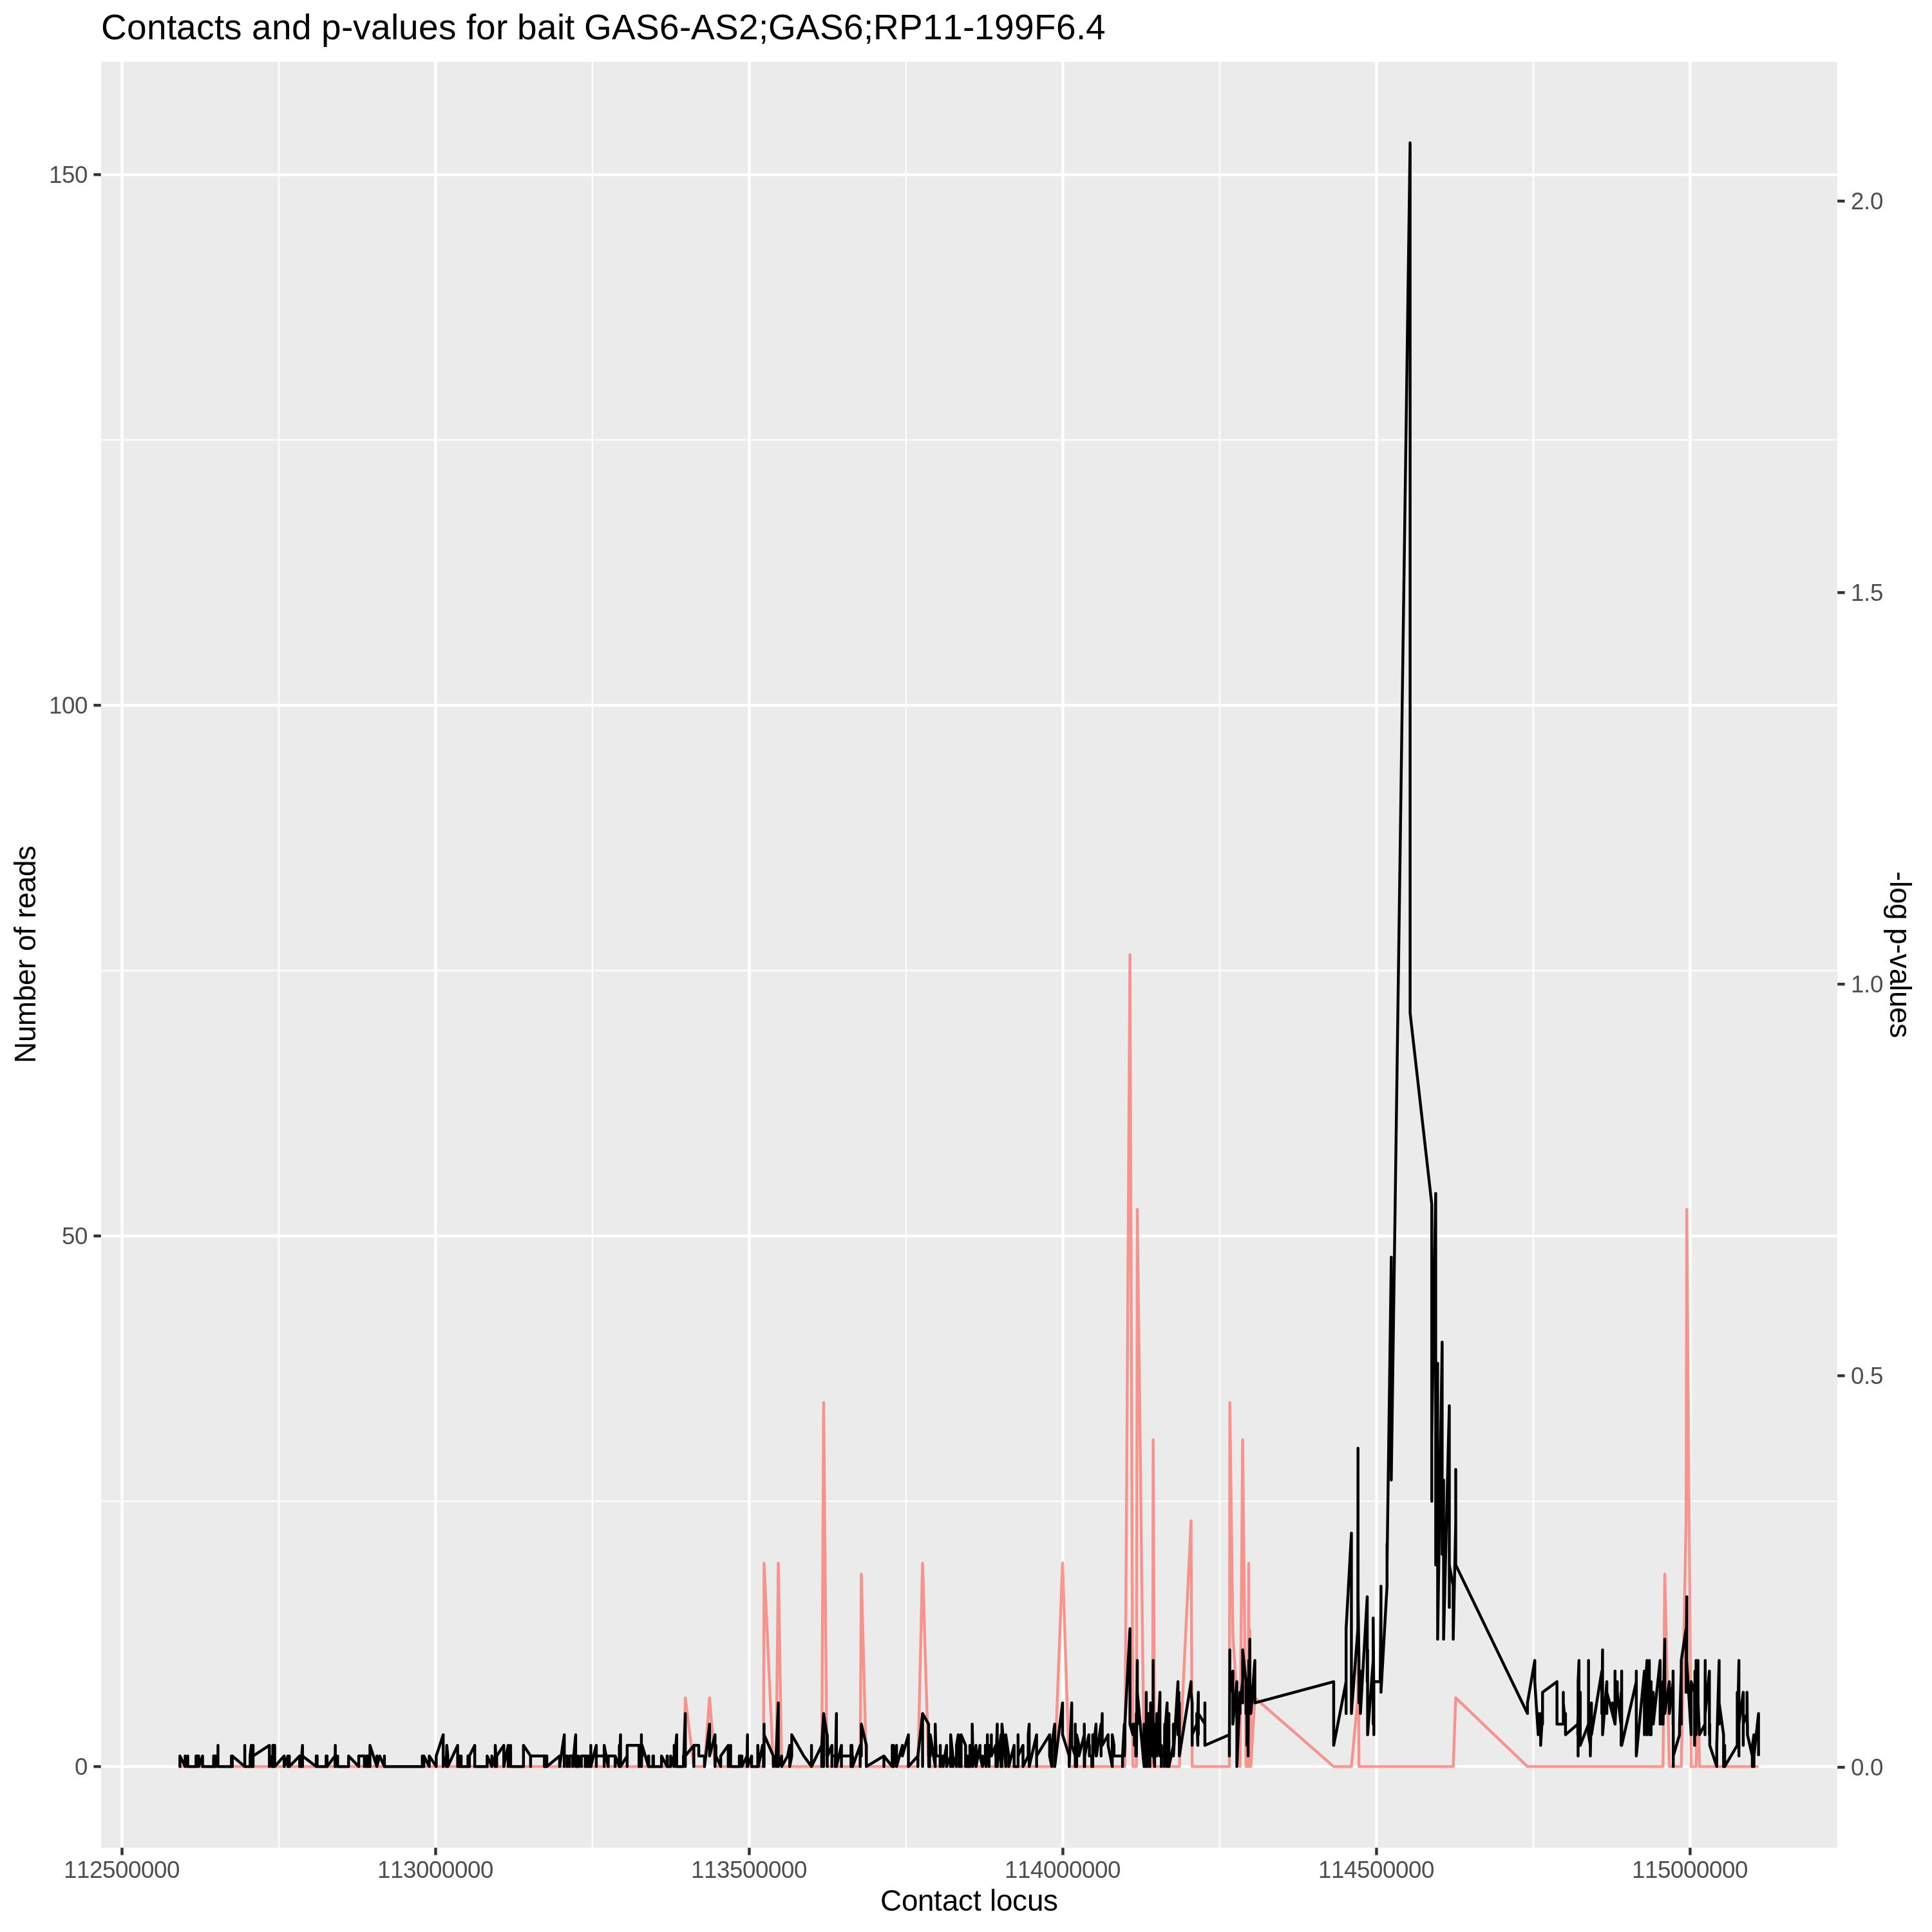 Contacts and p-values for bait GAS6-AS2;GAS6;RP11-199F6.4
150
100
50
0
Number of reads
2.0
1.5
1.0
0.5
0.0
-log p-values
112500000 113000000 113500000 114000000 114500000 115000000
Contact locus